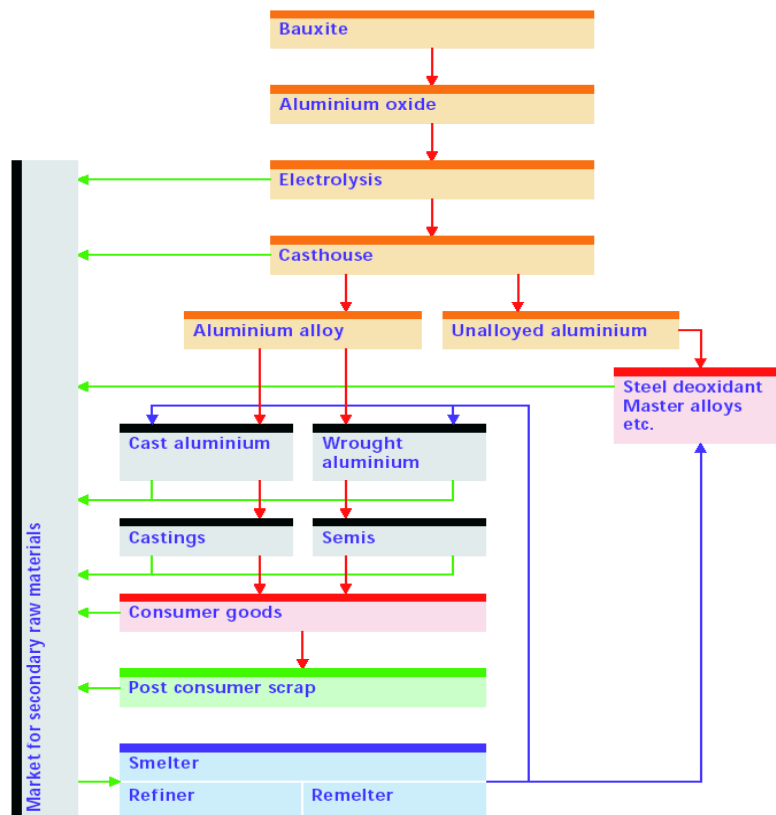 Bauxite
Aluminium oxide
Electrolysis
Casthouse
Aluminium alloy
Unalloyed aluminium
Steel deoxidant
Master alloys
etc.
Cast aluminium
Wrought
aluminium
Castings
Semis
Consumer goods
Post consumer scrap
Smelter
Refiner
Remelter
Market for secondary raw materials